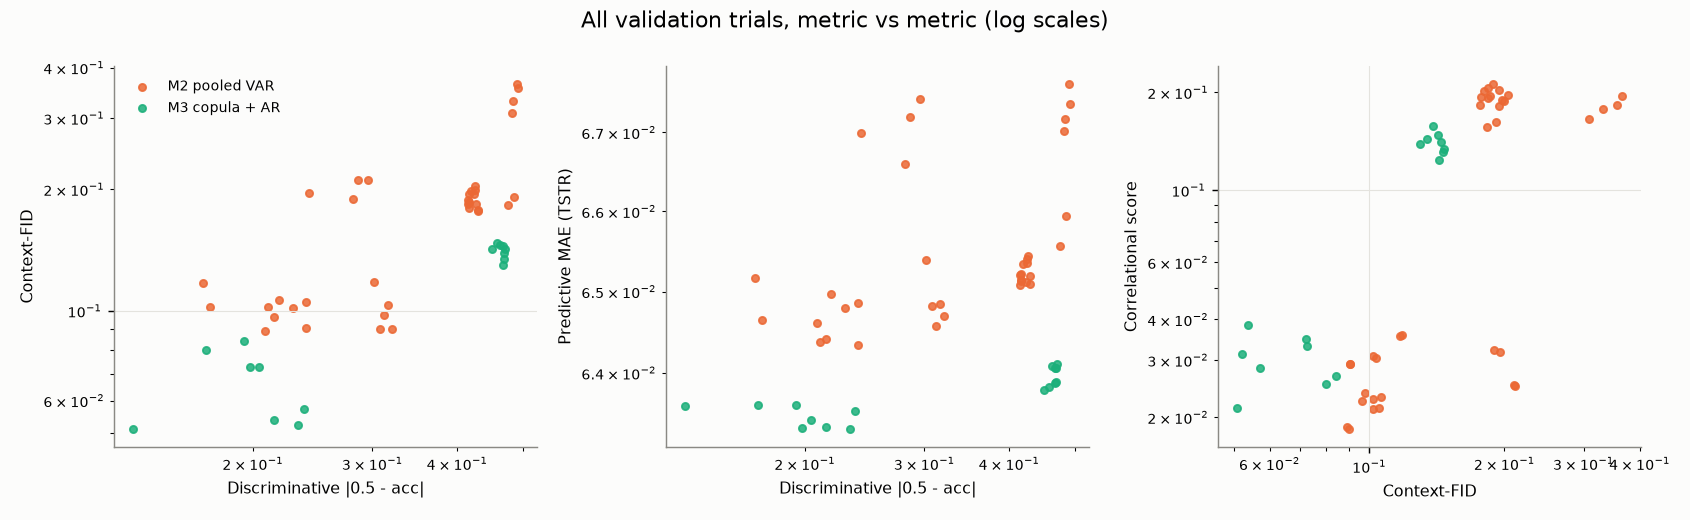 All validation trials, metric vs metric (log scales)
M2 pooled VAR
M3 copula + AR
Context-FID
4 × 10⁻¹
3 × 10⁻¹
2 × 10⁻¹
10⁻¹
6 × 10⁻²
2 × 10⁻¹ 3 × 10⁻¹ 4 × 10⁻¹
Discriminative |0.5 - acc|
Predictive MAE (TSTR)
6.7 × 10⁻²
6.6 × 10⁻²
6.5 × 10⁻²
6.4 × 10⁻²
2 × 10⁻¹ 3 × 10⁻¹ 4 × 10⁻¹
Discriminative |0.5 - acc|
Correlational score
2 × 10⁻¹
10⁻¹
6 × 10⁻²
4 × 10⁻²
3 × 10⁻²
2 × 10⁻²
6 × 10⁻² 10⁻¹ 2 × 10⁻¹ 3 × 10⁻¹ 4 × 10⁻¹
Context-FID